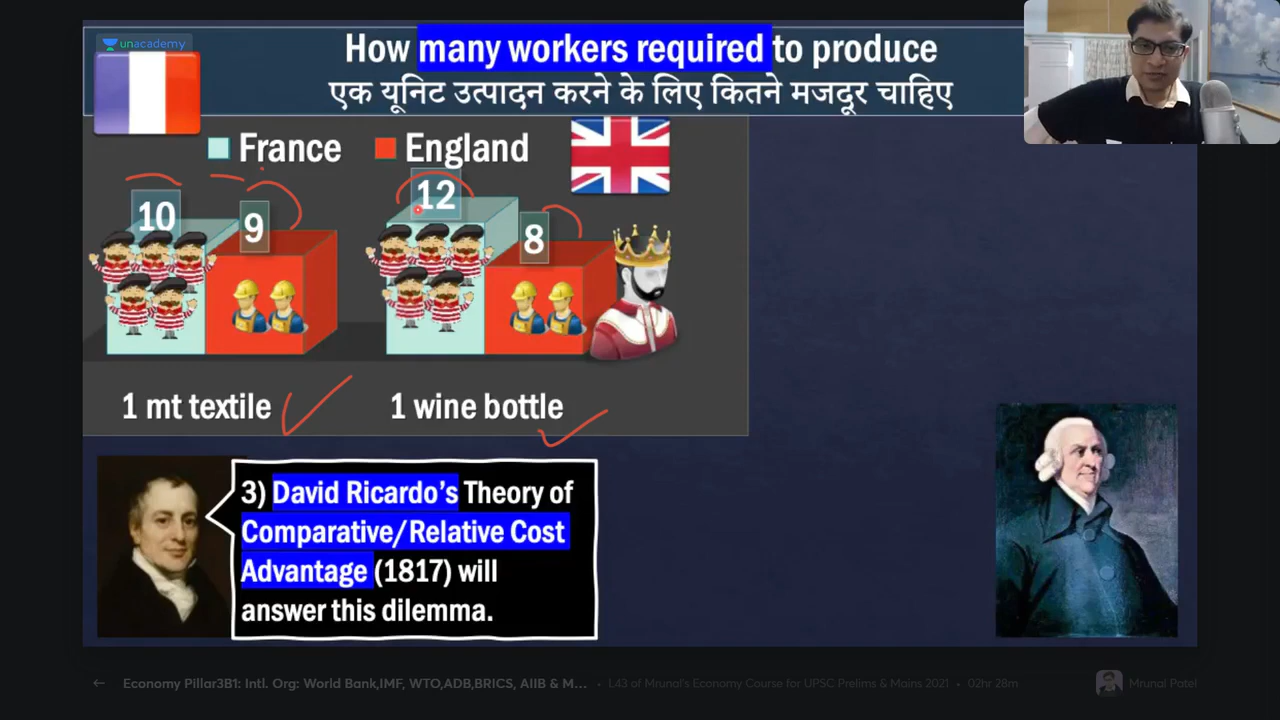 unacademy
How many workers required to produce
एक यूनिट उत्पादन करने के लिए कितने मजदूर चाहिए
France England
10 9 12 8
1 mt textile 1 wine bottle
3) David Ricardo's Theory of
Comparative/Relative Cost
Advantage (1817) will
answer this dilemma.
Economy Pillar3B1: Intl. Org: World Bank,IMF, WTO,ADB,BRICS, AIIB & M... • L43 of Mrunal's Economy Course for UPSC Prelims & Mains 2021 • 02hr 28m
Mrunal Patel